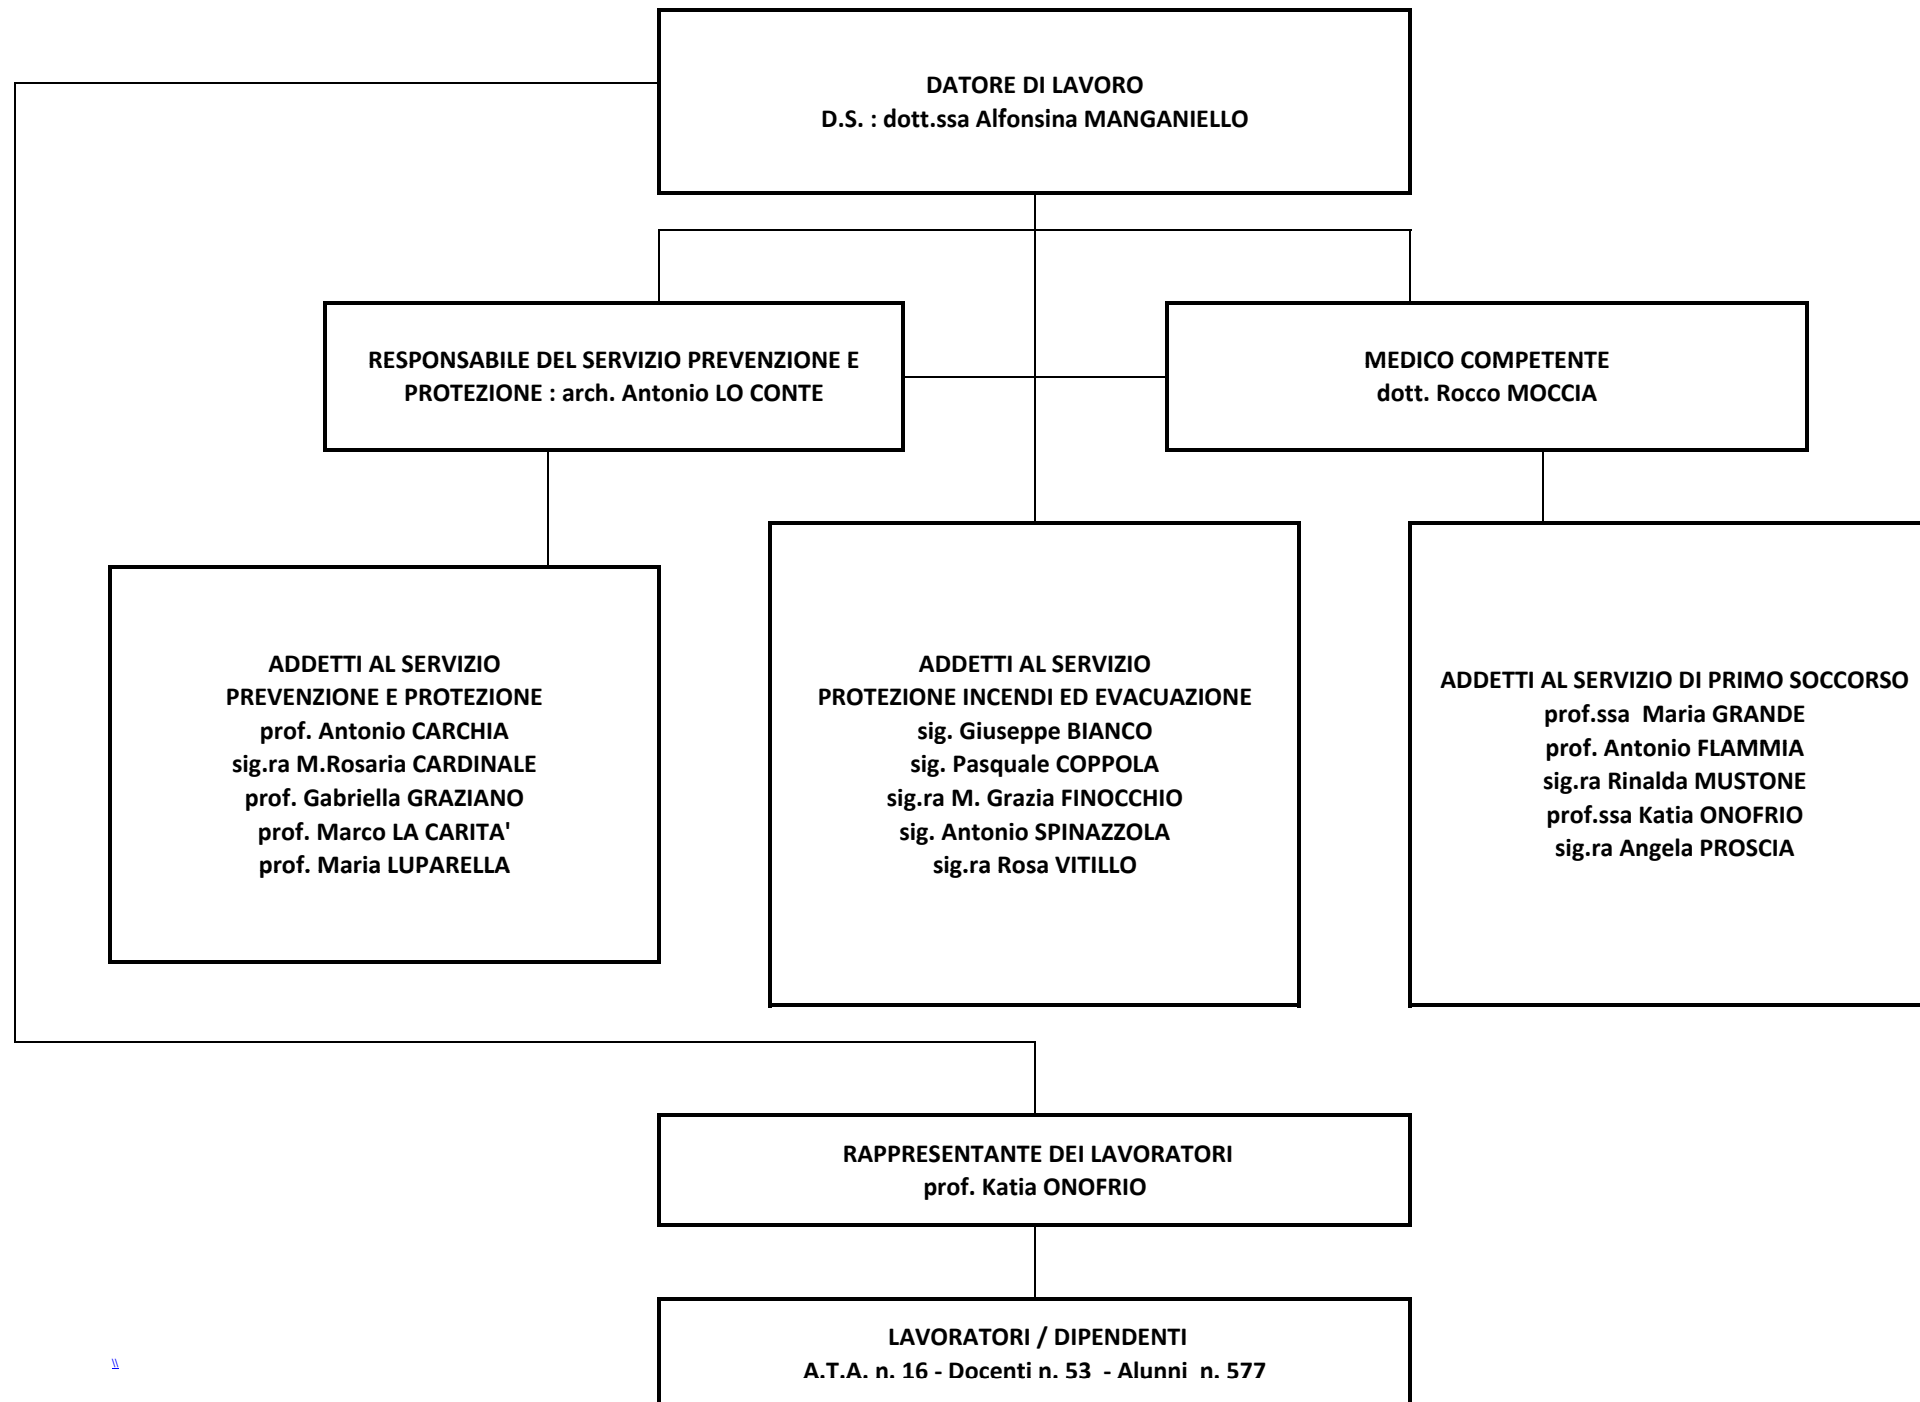 DATORE DI LAVORO
D.S. : dott.ssa Alfonsina MANGANIELLO
RESPONSABILE DEL SERVIZIO PREVENZIONE E
PROTEZIONE : arch. Antonio LO CONTE
MEDICO COMPETENTE
dott. Rocco MOCCIA
ADDETTI AL SERVIZIO
PREVENZIONE E PROTEZIONE
prof. Antonio CARCHIA
sig.ra M.Rosaria CARDINALE
prof. Gabriella GRAZIANO
prof. Marco LA CARITA'
prof. Maria LUPARELLA
ADDETTI AL SERVIZIO
PROTEZIONE INCENDI ED EVACUAZIONE
sig. Giuseppe BIANCO
sig. Pasquale COPPOLA
sig.ra M. Grazia FINOCCHIO
sig. Antonio SPINAZZOLA
sig.ra Rosa VITILLO
ADDETTI AL SERVIZIO DI PRIMO SOCCORSO
prof.ssa  Maria GRANDE
prof. Antonio FLAMMIA
sig.ra Rinalda MUSTONE
prof.ssa Katia ONOFRIO
sig.ra Angela PROSCIA
RAPPRESENTANTE DEI LAVORATORI
prof. Katia ONOFRIO
LAVORATORI / DIPENDENTI
A.T.A. n. 16 - Docenti n. 53  - Alunni  n. 577
\\